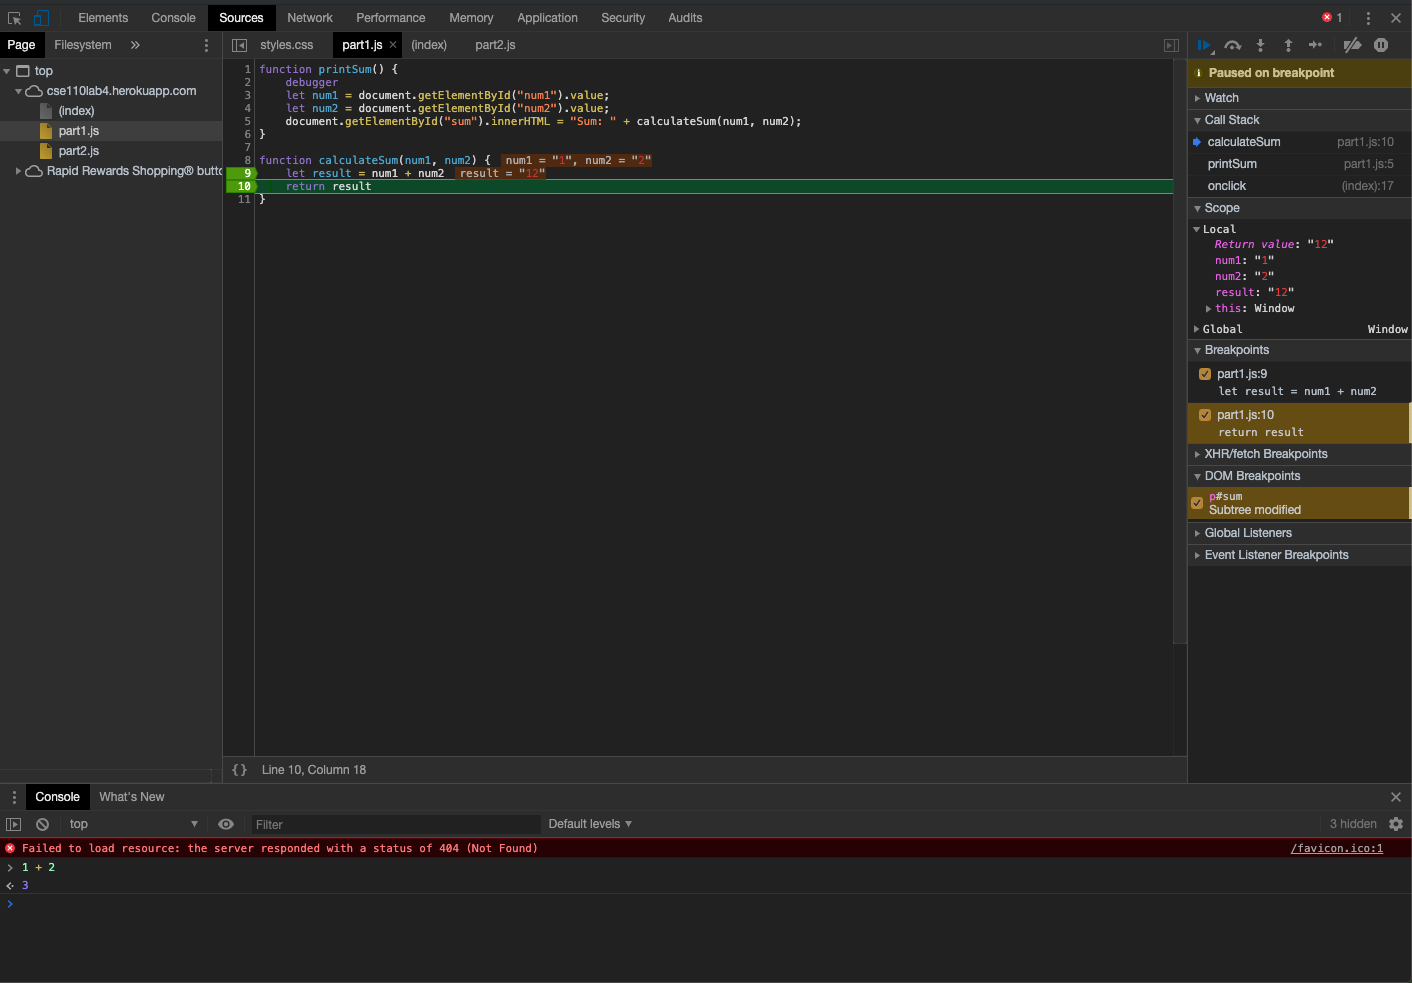 Elements Console Sources Network Performance Memory Application Security Audits 1
Page Filesystem »
styles.css part1.js × (index) part2.js
top
cse110lab4.herokuapp.com
(index)
part1.js
part2.js
Rapid Rewards Shopping® butto
1 function printSum() {
2 debugger
3 let num1 = document.getElementById("num1").value;
4 let num2 = document.getElementById("num2").value;
5 document.getElementById("sum").innerHTML = "Sum: " + calculateSum(num1, num2);
6 }
7
8 function calculateSum(num1, num2) { num1 = "1", num2 = "2"
9 let result = num1 + num2 result = "12"
10 return result
11 }
{} Line 10, Column 18
Paused on breakpoint
Watch
Call Stack
calculateSum part1.js:10
printSum part1.js:5
onclick (index):17
Scope
Local
Return value: "12"
num1: "1"
num2: "2"
result: "12"
this: Window
Global Window
Breakpoints
part1.js:9
let result = num1 + num2
part1.js:10
return result
XHR/fetch Breakpoints
DOM Breakpoints
p#sum
Subtree modified
Global Listeners
Event Listener Breakpoints
Console What's New
top Filter Default levels 3 hidden
Failed to load resource: the server responded with a status of 404 (Not Found) /favicon.ico:1
> 1 + 2
3
>